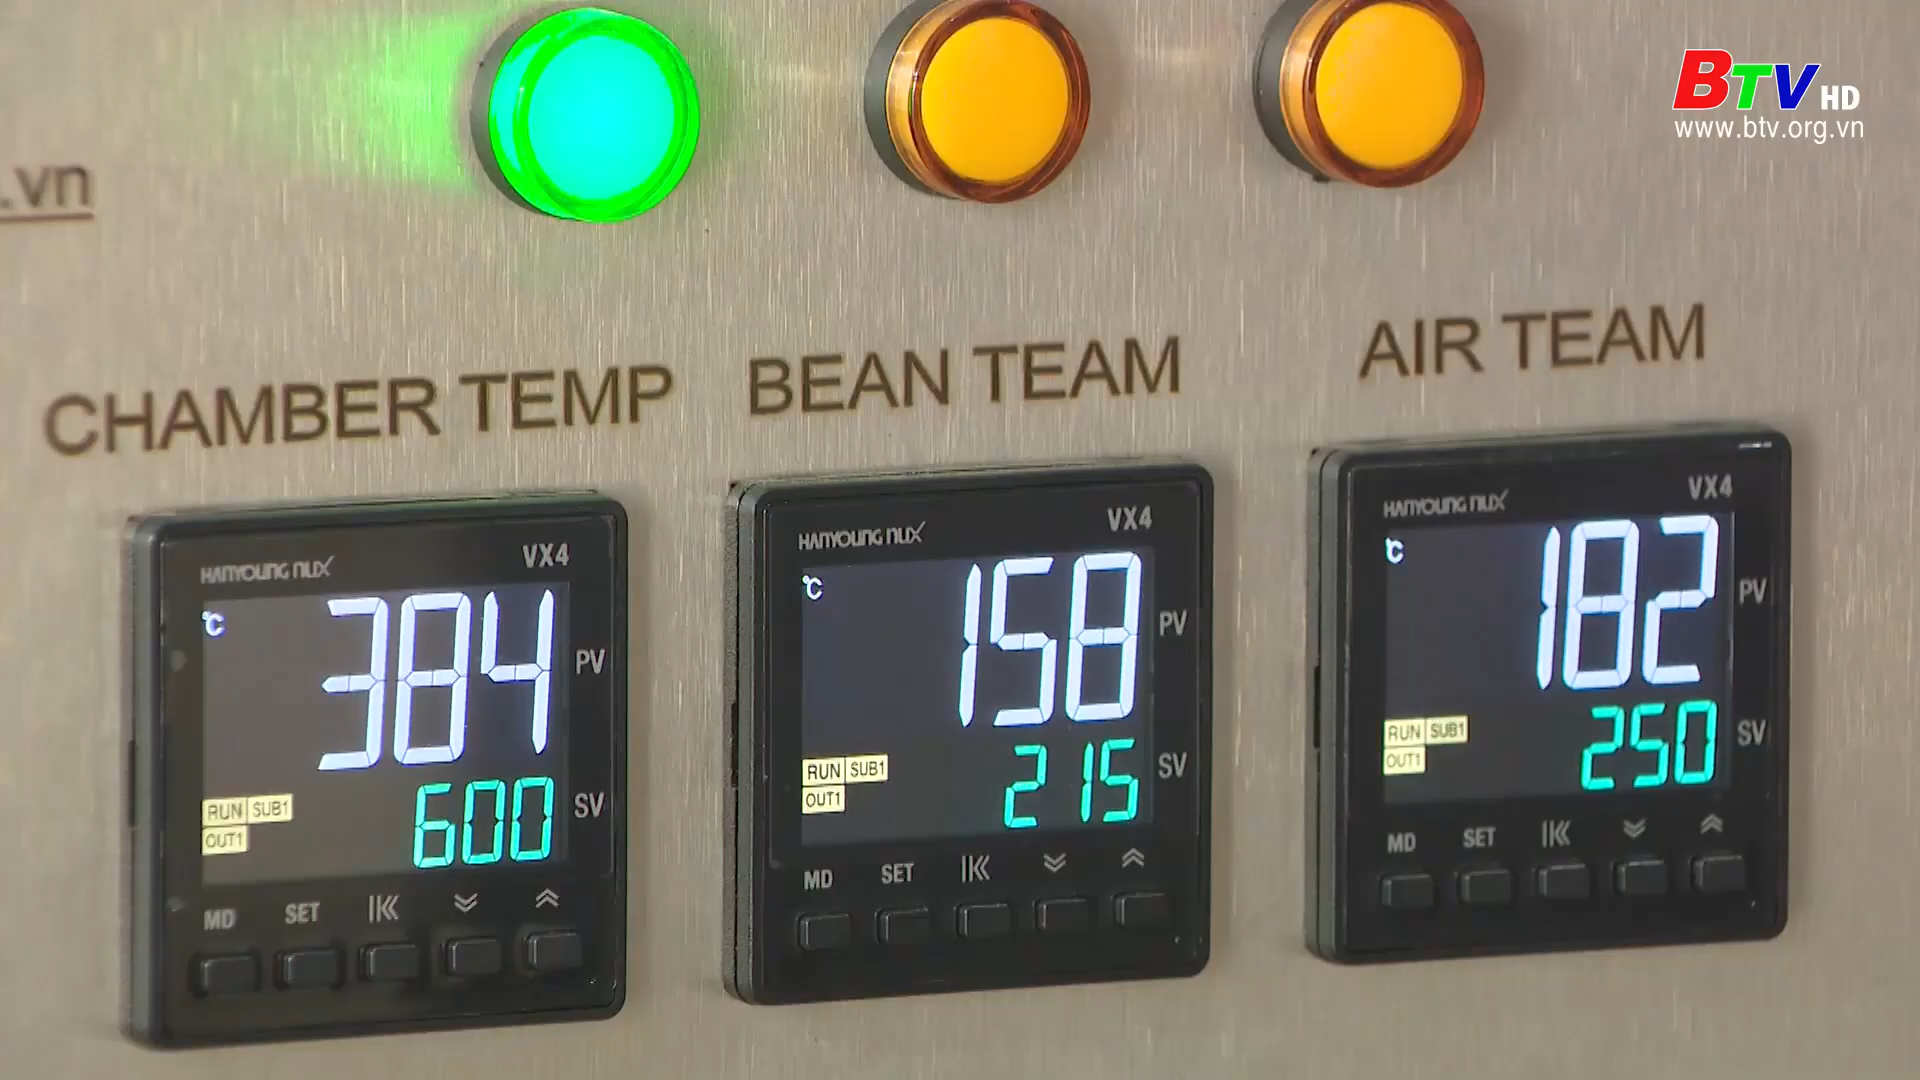 BTV HD
www.btv.org.vn
.vn
CHAMBER TEMP
BEAN TEAM
AIR TEAM
HANYOUNG NUX VX4
°C 384 PV
RUN SUB1
OUT1
600 SV
MD SET
HANYOUNG NUX VX4
°C 158 PV
RUN SUB1
OUT1
215 SV
MD SET
HANYOUNG NUX VX4
°C 182 PV
RUN SUB1
OUT1
250 SV
MD SET